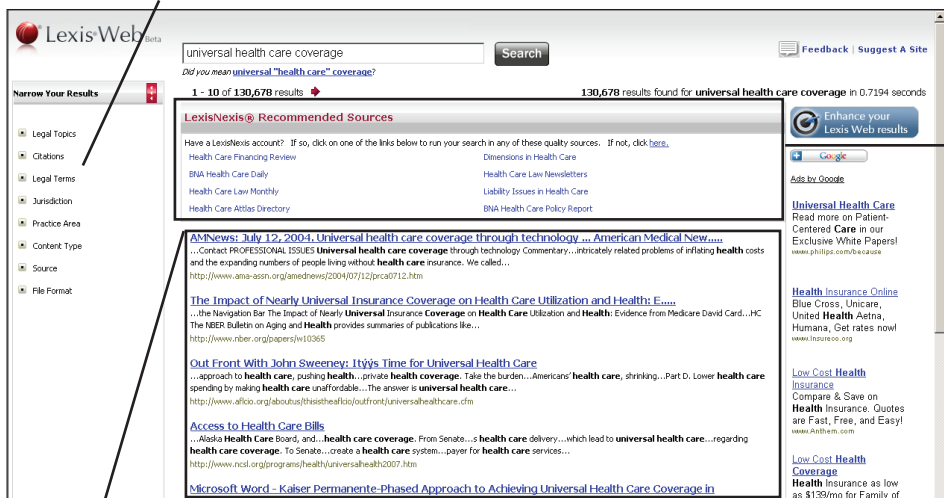 Lexis®Web Beta
universal health care coverage
Search
Feedback | Suggest A Site
Did you mean universal "health care" coverage?
Narrow Your Results
1 - 10 of 130,678 results
130,678 results found for universal health care coverage in 0.7194 seconds
Legal Topics
Citations
Legal Terms
Jurisdiction
Practice Area
Content Type
Source
File Format
LexisNexis® Recommended Sources
Have a LexisNexis account? If so, click on one of the links below to run your search in any of these quality sources. If not, click here.
Health Care Financing Review
Dimensions in Health Care
BNA Health Care Daily
Health Care Law Newsletters
Health Care Law Monthly
Liability Issues in Health Care
Health Care Attlas Directory
BNA Health Care Policy Report
AMNews: July 12, 2004. Universal health care coverage through technology ... American Medical New.....
...Contact PROFESSIONAL ISSUES Universal health care coverage through technology Commentary...intricately related problems of inflating health costs
and the expanding numbers of people living without health care insurance. We called...
http://www.ama-assn.org/amednews/2004/07/12/prca0712.htm
The Impact of Nearly Universal Insurance Coverage on Health Care Utilization and Health: E.....
...the Navigation Bar The Impact of Nearly Universal Insurance Coverage on Health Care Utilization and Health: Evidence from Medicare David Card...HC
The NBER Bulletin on Aging and Health provides summaries of publications like...
http://www.nber.org/papers/w10365
Out Front With John Sweeney: Itÿýs Time for Universal Health Care
...approach to health care, pushing health...private health coverage. Take the burden...Americans' health care, shrinking...Part D. Lower health care
spending by making health care unaffordable...The answer is universal health care...
http://www.aflcio.org/aboutus/thisistheaflcio/outfront/universalhealthcare.cfm
Access to Health Care Bills
...Alaska Health Care Board, and...health care coverage. From Senate...s health care delivery...which lead to universal health care...regarding
health care coverage. To Senate...create a health care system...payer for health care services...
http://www.ncsl.org/programs/health/universalhealth2007.htm
Microsoft Word - Kaiser Permanente-Phased Approach to Achieving Universal Health Care Coverage in
Enhance your
Lexis Web results
Google
Ads by Google
Universal Health Care
Read more on Patient-
Centered Care in our
Exclusive White Papers!
www.philips.com/because
Health Insurance Online
Blue Cross, Unicare,
United Health Aetna,
Humana, Get rates now!
www.insureco.org
Low Cost Health
Insurance
Compare & Save on
Health Insurance. Quotes
are Fast, Free, and Easy!
www.Anthem.com
Low Cost Health
Coverage
Health Insurance as low
as $139/mo for Family of